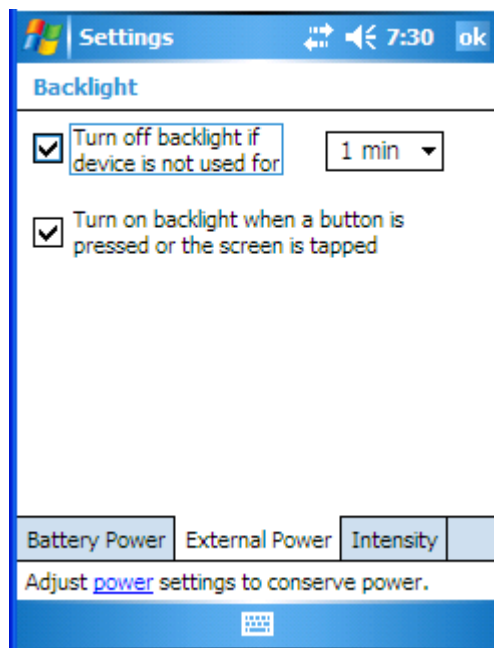 Settings 7:30 ok
Backlight
Turn off backlight if
device is not used for
1 min
Turn on backlight when a button is
pressed or the screen is tapped
Battery Power External Power Intensity
Adjust power settings to conserve power.